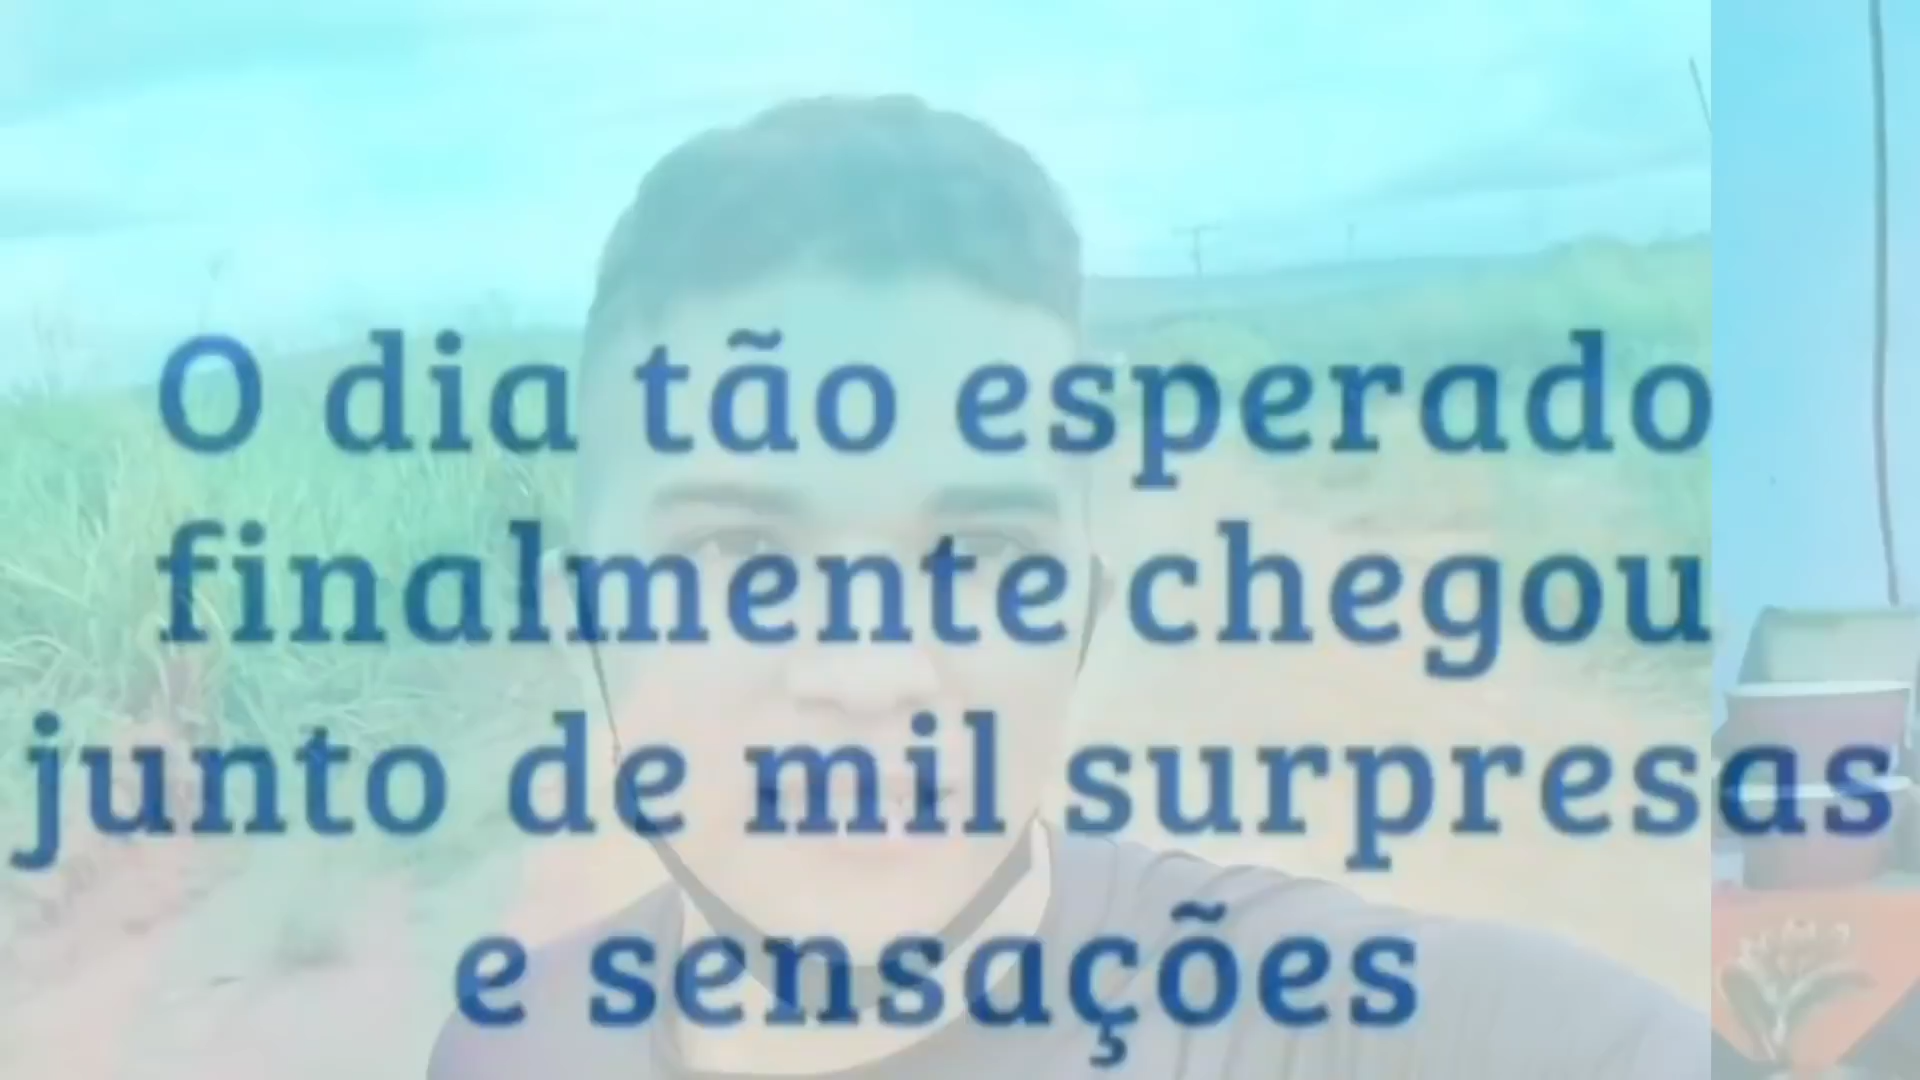 O dia tão esperado
finalmente chegou
junto de mil surpresas
e sensações